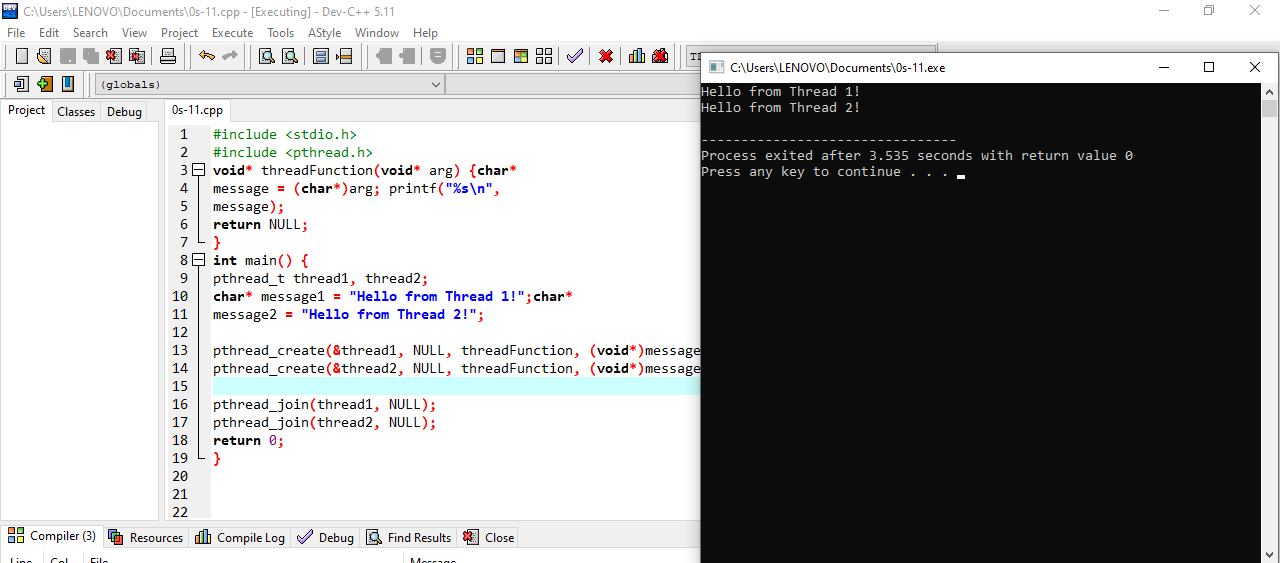 C:\Users\LENOVO\Documents\0s-11.cpp - [Executing] - Dev-C++ 5.11
File Edit Search View Project Execute Tools AStyle Window Help
(globals)
Project Classes Debug
0s-11.cpp
1 #include <stdio.h>
2 #include <pthread.h>
3 void* threadFunction(void* arg) {char*
4 message = (char*)arg; printf("%s\n",
5 message);
6 return NULL;
7 }
8 int main() {
9 pthread_t thread1, thread2;
10 char* message1 = "Hello from Thread 1!";char*
11 message2 = "Hello from Thread 2!";
12
13 pthread_create(&thread1, NULL, threadFunction, (void*)message
14 pthread_create(&thread2, NULL, threadFunction, (void*)message
15
16 pthread_join(thread1, NULL);
17 pthread_join(thread2, NULL);
18 return 0;
19 }
20
21
22
Compiler (3) Resources Compile Log Debug Find Results Close
Line Col File Message
C:\Users\LENOVO\Documents\0s-11.exe
Hello from Thread 1!
Hello from Thread 2!
--------------------------------
Process exited after 3.535 seconds with return value 0
Press any key to continue . . .